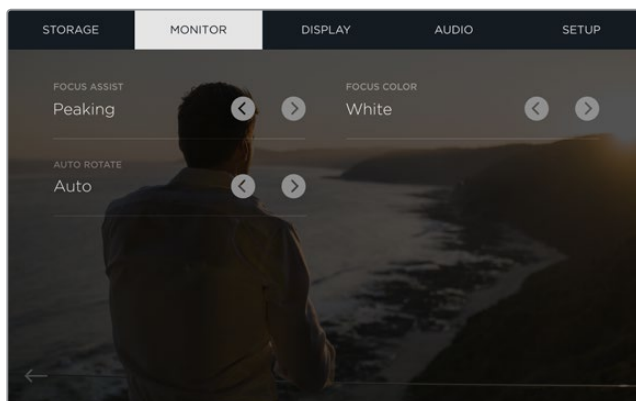 STORAGE MONITOR DISPLAY AUDIO SETUP
FOCUS ASSIST FOCUS COLOR
Peaking White
AUTO ROTATE
Auto